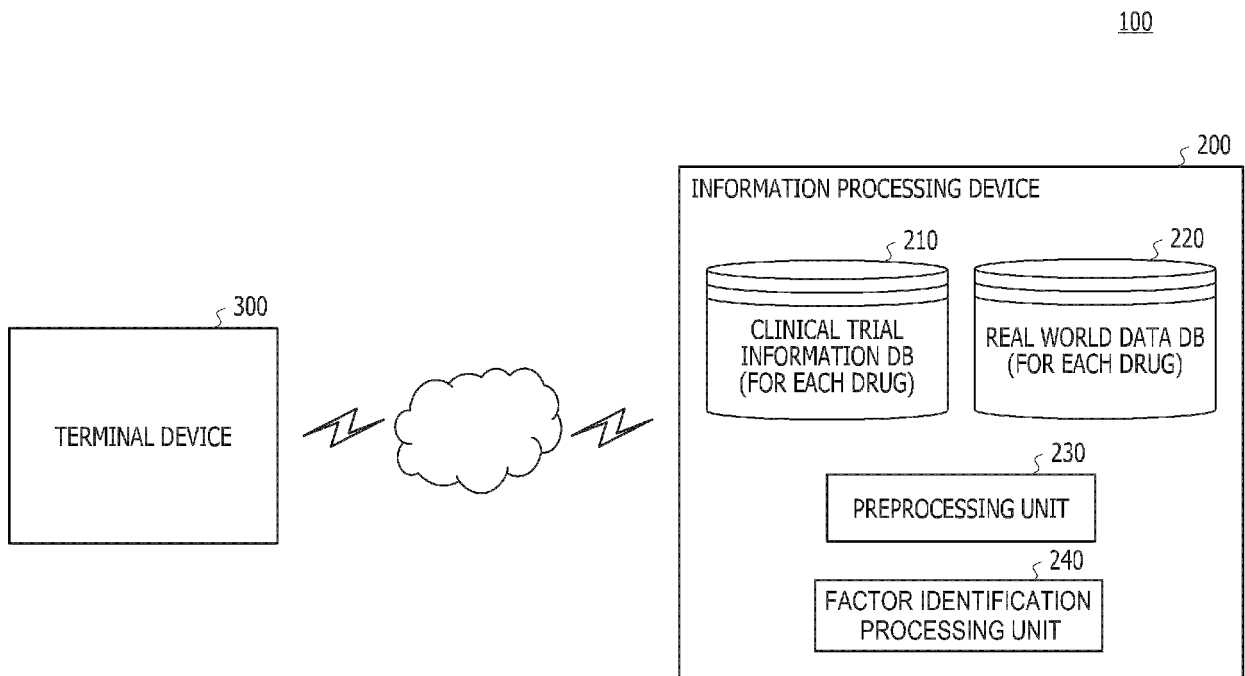 100
200
INFORMATION PROCESSING DEVICE
210
220
CLINICAL TRIAL
INFORMATION DB
(FOR EACH DRUG)
REAL WORLD DATA DB
(FOR EACH DRUG)
300
TERMINAL DEVICE
230
PREPROCESSING UNIT
240
FACTOR IDENTIFICATION
PROCESSING UNIT